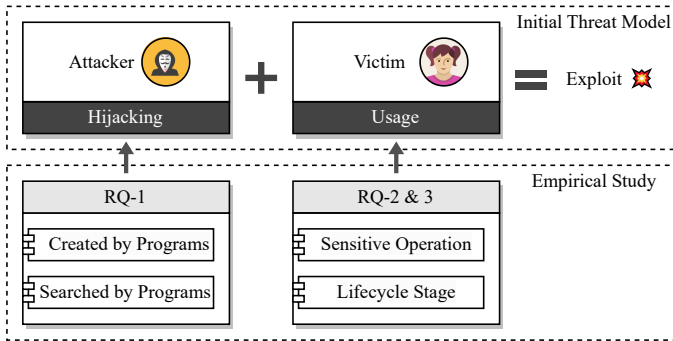 Initial Threat Model
Attacker
Victim
Exploit
Hijacking
Usage
Empirical Study
RQ-1
RQ-2 & 3
Created by Programs
Sensitive Operation
Searched by Programs
Lifecycle Stage